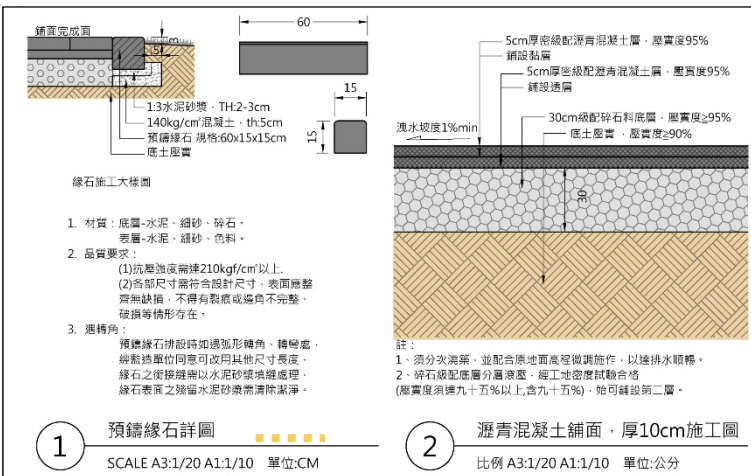 鋪面完成面
3
15
60
15
15
1:3水泥砂漿，TH:2-3cm
140kg/cm²混凝土，th:5cm
預鑄緣石 規格:60x15x15cm
底土壓實
緣石施工大樣圖
1. 材質：底層-水泥、細砂、碎石。
表層-水泥、細砂、色料。
2. 品質要求：
(1)抗壓強度需達210kgf/cm²以上.
(2)各部尺寸需符合設計尺寸，表面應整
齊無缺損，不得有裂痕或邊角不完整、
破損等情形存在。
3. 遇轉角：
預鑄緣石排設時如遇弧形轉角、轉彎處，
經監造單位同意可改用其他尺寸長度，
緣石之銜接縫需以水泥砂漿填縫處理，
緣石表面之殘留水泥砂漿需清除潔淨。
1
預鑄緣石詳圖
SCALE A3:1/20 A1:1/10 單位:CM
5cm厚密級配瀝青混凝土層，壓實度95%
鋪設黏層
5cm厚密級配瀝青混凝土層，壓實度95%
鋪設透層
30cm級配碎石料底層，壓實度≧95%
底土壓實，壓實度≥90%
洩水坡度1%min
30
註：
1、須分次澆築，並配合原地面高程微調施作，以達排水順暢。
2、碎石級配底層分層滾壓，經工地密度試驗合格
(壓實度須達九十五%以上,含九十五%)，始可鋪設第二層。
2
瀝青混凝土舖面，厚10cm施工圖
比例 A3:1/20 A1:1/10 單位:公分